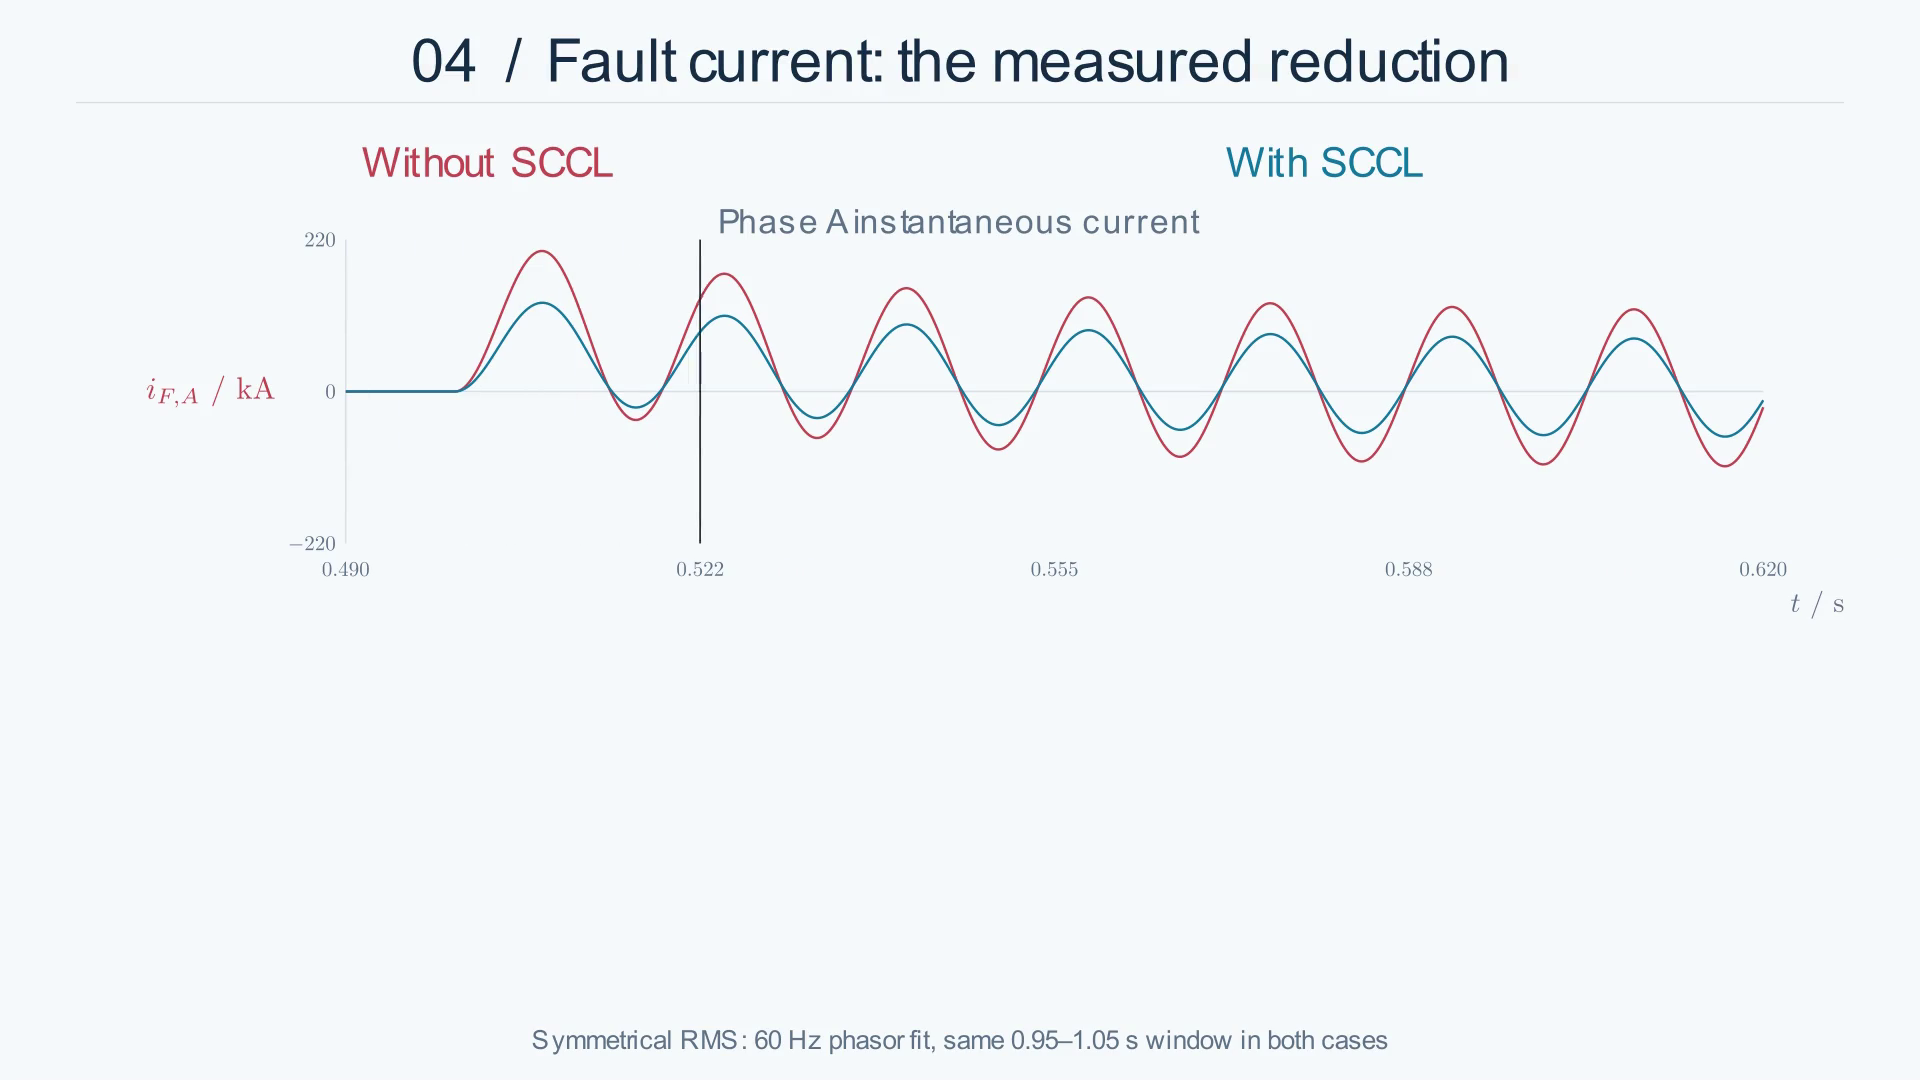 04 / Fault current: the measured reduction
Without SCCL
With SCCL
Phase A instantaneous current
220
i_{F,A} / kA
0
−220
0.490
0.522
0.555
0.588
0.620
t / s
Symmetrical RMS: 60 Hz phasor fit, same 0.95–1.05 s window in both cases